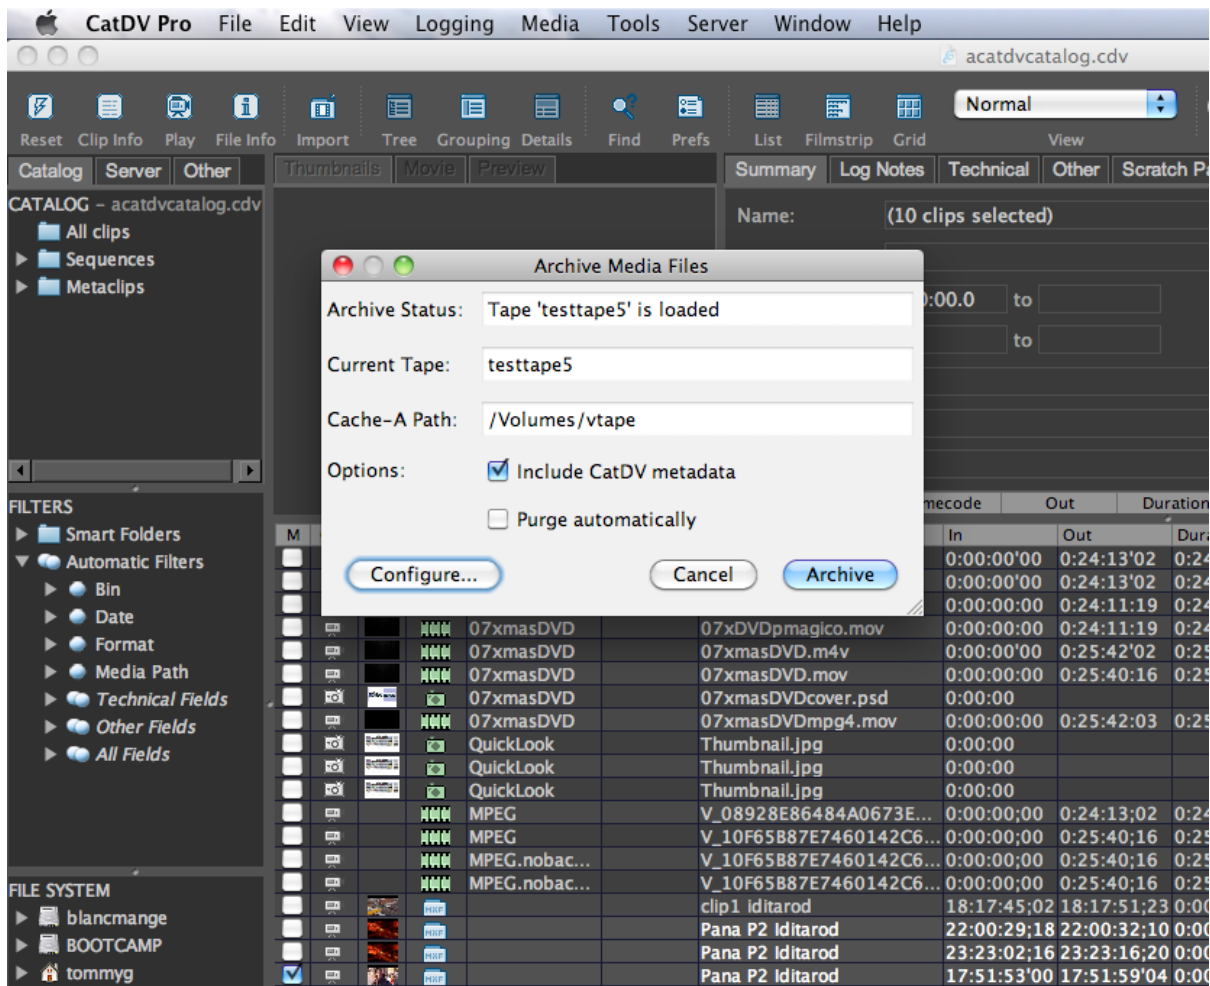 CatDV Pro File Edit View Logging Media Tools Server Window Help
acatdvcatalog.cdv
Reset Clip Info Play File Info Import Tree Grouping Details Find Prefs List Filmstrip Grid Normal View
Catalog Server Other Thumbnails Movie Preview Summary Log Notes Technical Other Scratch Pa
CATALOG – acatdvcatalog.cdv
All clips
Sequences
Metaclips
Name: (10 clips selected)
0:00.0 to
to
Archive Media Files
Archive Status: Tape 'testtape5' is loaded
Current Tape: testtape5
Cache-A Path: /Volumes/vtape
Options: Include CatDV metadata
Purge automatically
Configure... Cancel Archive
FILTERS
Smart Folders
Automatic Filters
Bin
Date
Format
Media Path
Technical Fields
Other Fields
All Fields
FILE SYSTEM
blancmange
BOOTCAMP
tommyg
mecode Out Duration
M In Out Dura
0:00:00'00 0:24:13'02 0:24
0:00:00'00 0:24:13'02 0:24
0:00:00:00 0:24:11:19 0:24
07xmasDVD 07xDVDpmagico.mov 0:00:00:00 0:24:11:19 0:24
07xmasDVD 07xmasDVD.m4v 0:00:00'00 0:25:42'02 0:25
07xmasDVD 07xmasDVD.mov 0:00:00:00 0:25:40:16 0:25
07xmasDVD 07xmasDVDcover.psd 0:00:00
07xmasDVD 07xmasDVDmpg4.mov 0:00:00:00 0:25:42:03 0:25
QuickLook Thumbnail.jpg 0:00:00
QuickLook Thumbnail.jpg 0:00:00
QuickLook Thumbnail.jpg 0:00:00
MPEG V_08928E86484A0673E... 0:00:00;00 0:24:13;02 0:24
MPEG V_10F65B87E7460142C6... 0:00:00;00 0:25:40;16 0:25
MPEG.nobac... V_10F65B87E7460142C6... 0:00:00;00 0:25:40;16 0:25
MPEG.nobac... V_10F65B87E7460142C6... 0:00:00;00 0:25:40;16 0:25
MXF clip1 iditarod 18:17:45;02 18:17:51;23 0:00
MXF Pana P2 Iditarod 22:00:29;18 22:00:32;10 0:00
MXF Pana P2 Iditarod 23:23:02;16 23:23:16;20 0:00
MXF Pana P2 Iditarod 17:51:53'00 17:51:59'04 0:00